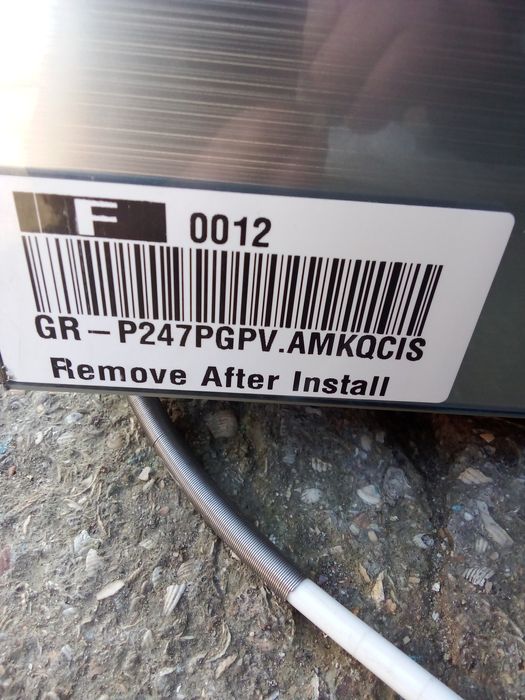 F 0012
GR-P247PGPV.AMKQCIS
Remove After Install